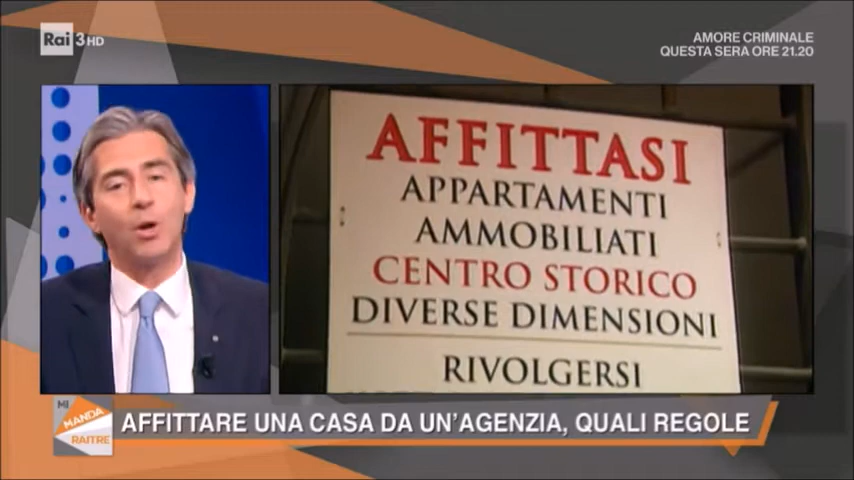 Rai 3 HD
AMORE CRIMINALE
QUESTA SERA ORE 21.20
AFFITTASI
APPARTAMENTI
AMMOBILIATI
CENTRO STORICO
DIVERSE DIMENSIONI
RIVOLGERSI
MI
MANDA
RAITRE
AFFITTARE UNA CASA DA UN'AGENZIA, QUALI REGOLE